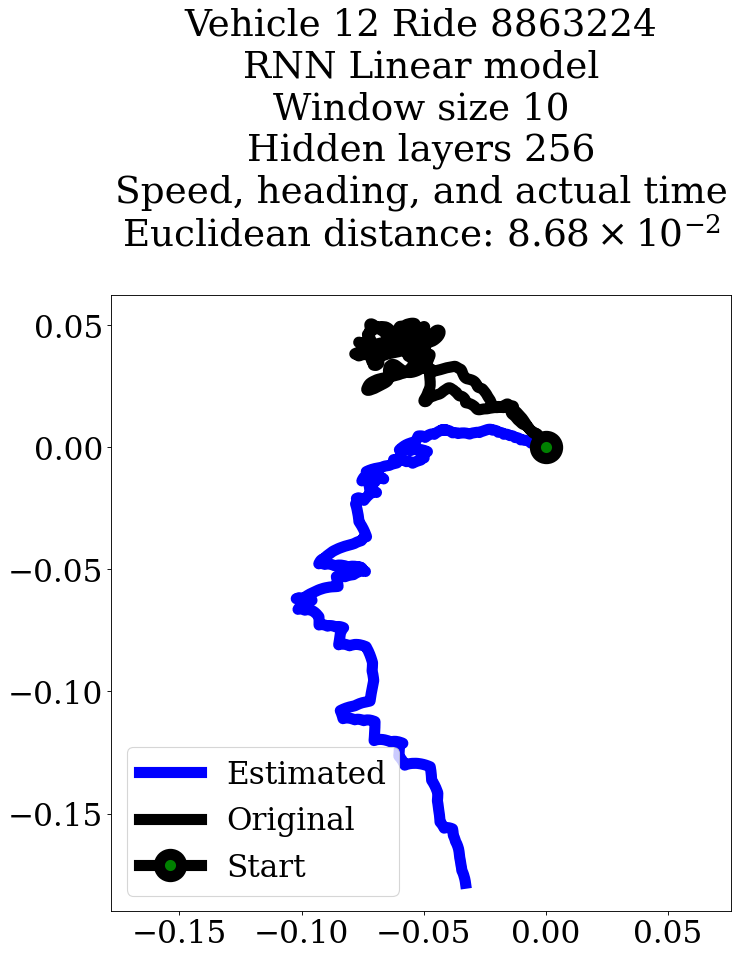 Vehicle 12 Ride 8863224
RNN Linear model
Window size 10
Hidden layers 256
Speed, heading, and actual time
Euclidean distance: 8.68 × 10⁻²
0.05
0.00
−0.05
−0.10
−0.15
Estimated
Original
Start
−0.15 −0.10 −0.05 0.00 0.05